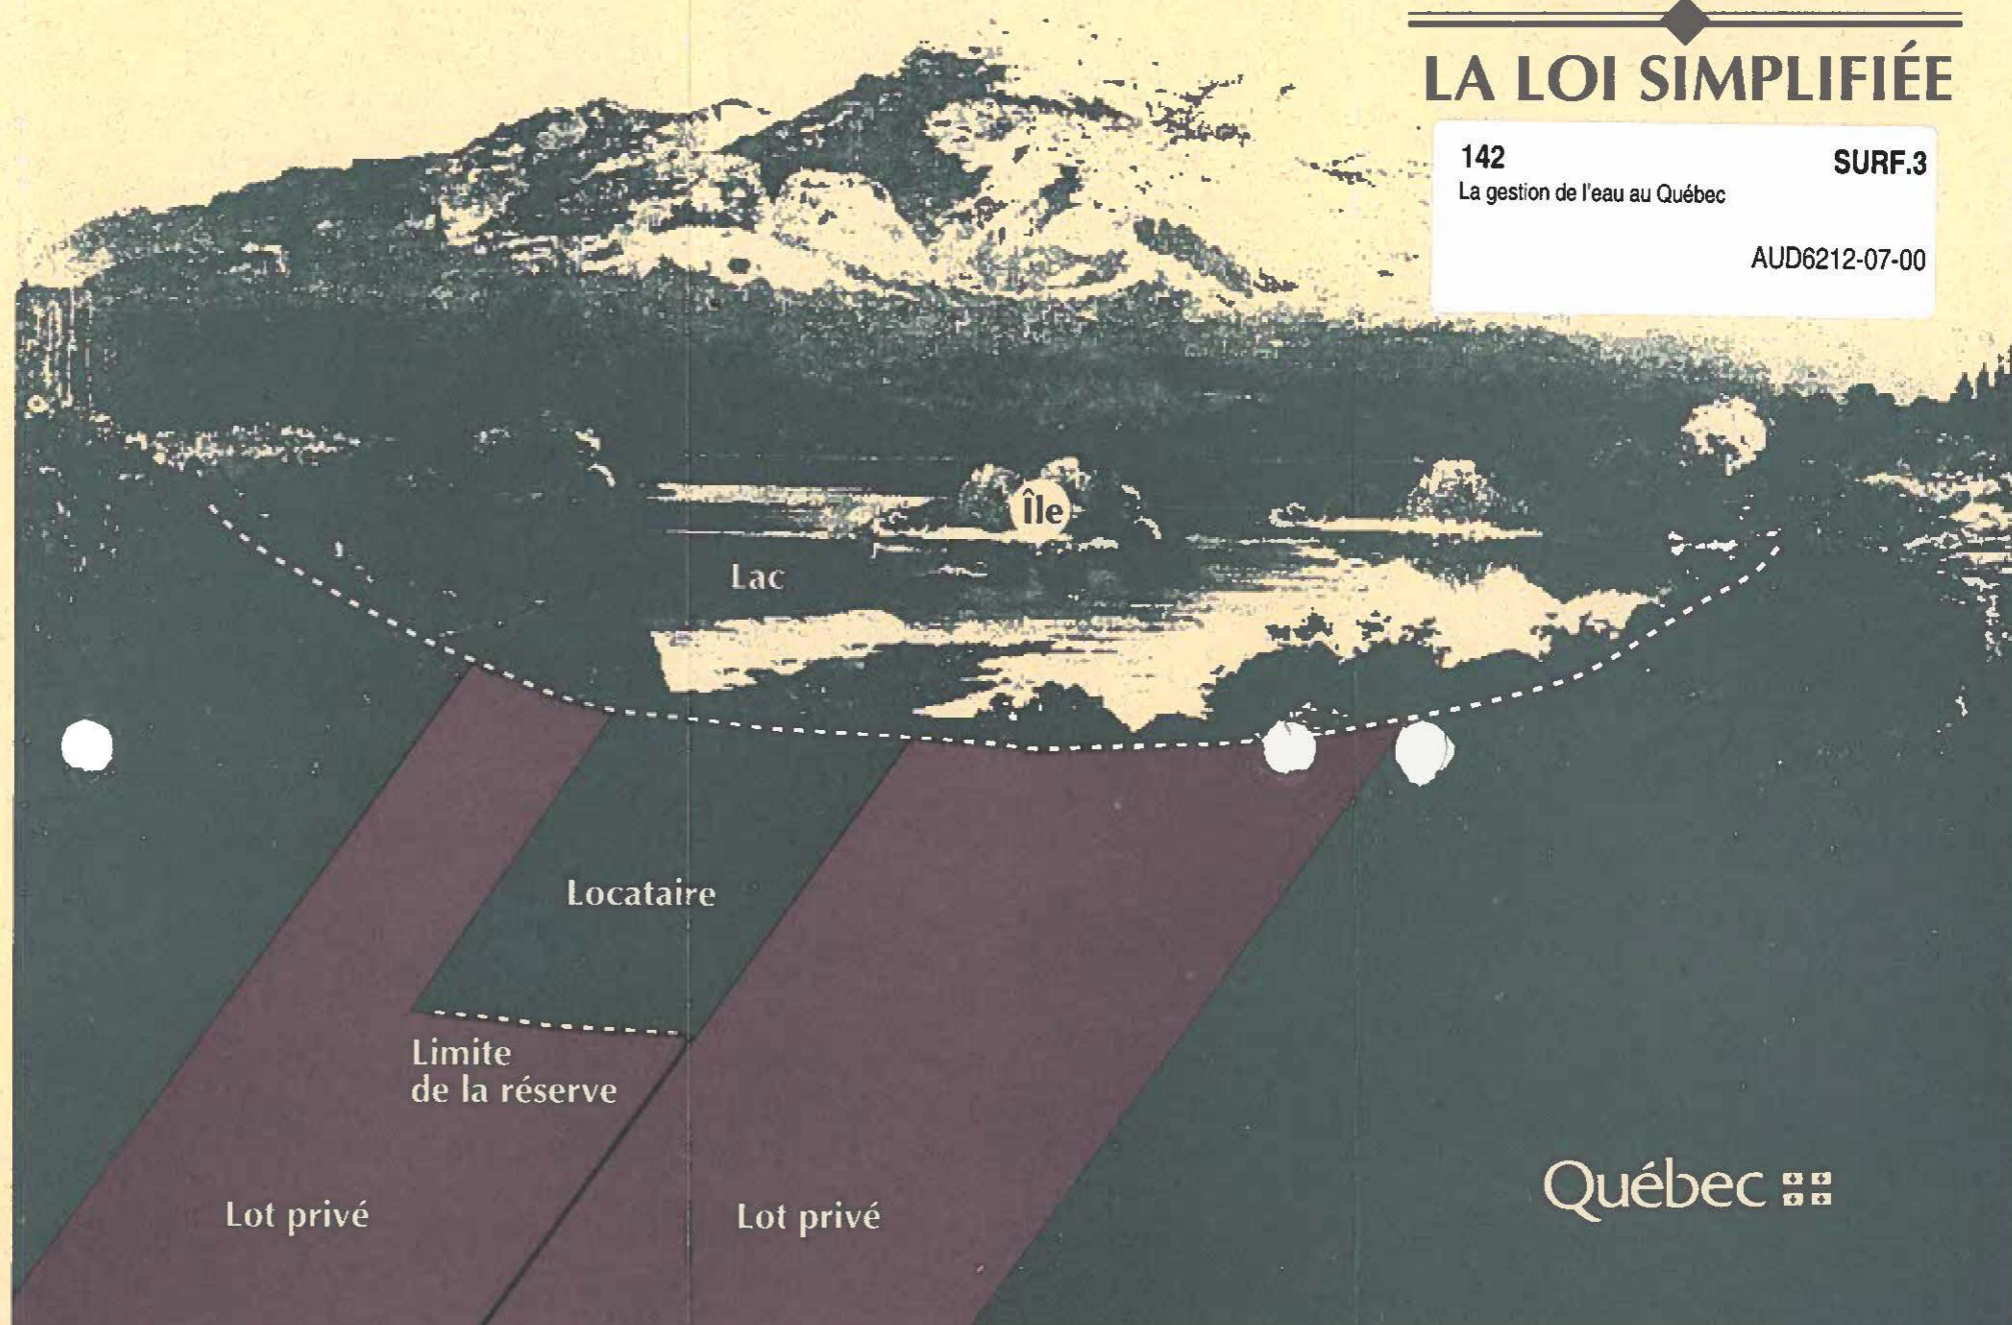 LA LOI SIMPLIFIÉE
142 SURF.3
La gestion de l'eau au Québec
AUD6212-07-00
Île
Lac
Locataire
Limite
de la réserve
Lot privé
Lot privé
Québec